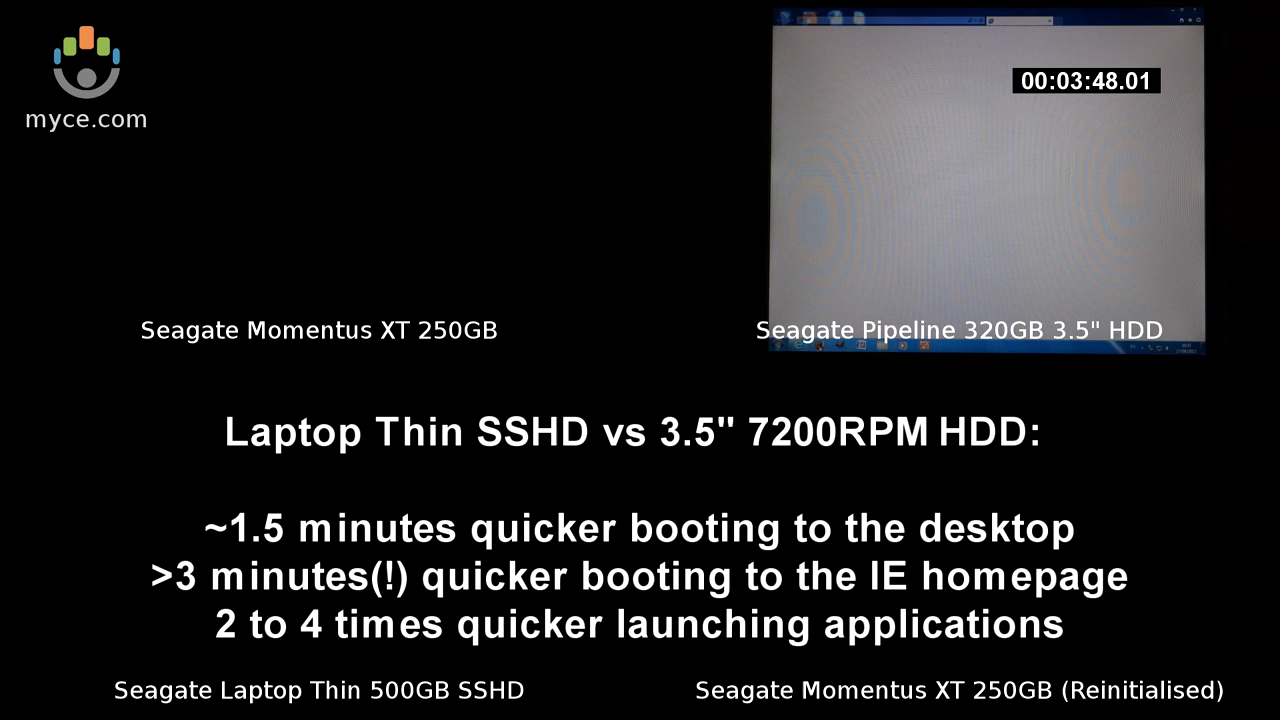 myce.com
00:03:48.01
Seagate Momentus XT 250GB
Seagate Pipeline 320GB 3.5" HDD
Laptop Thin SSHD vs 3.5" 7200RPM HDD:
~1.5 minutes quicker booting to the desktop
>3 minutes(!) quicker booting to the IE homepage
2 to 4 times quicker launching applications
Seagate Laptop Thin 500GB SSHD
Seagate Momentus XT 250GB (Reinitialised)